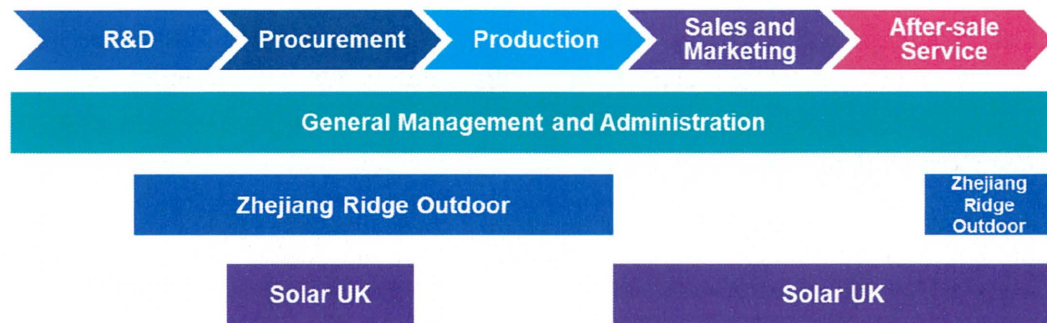 R&D
Procurement
Production
Sales and
Marketing
After-sale
Service
General Management and Administration
Zhejiang Ridge Outdoor
Zhejiang
Ridge
Outdoor
Solar UK
Solar UK